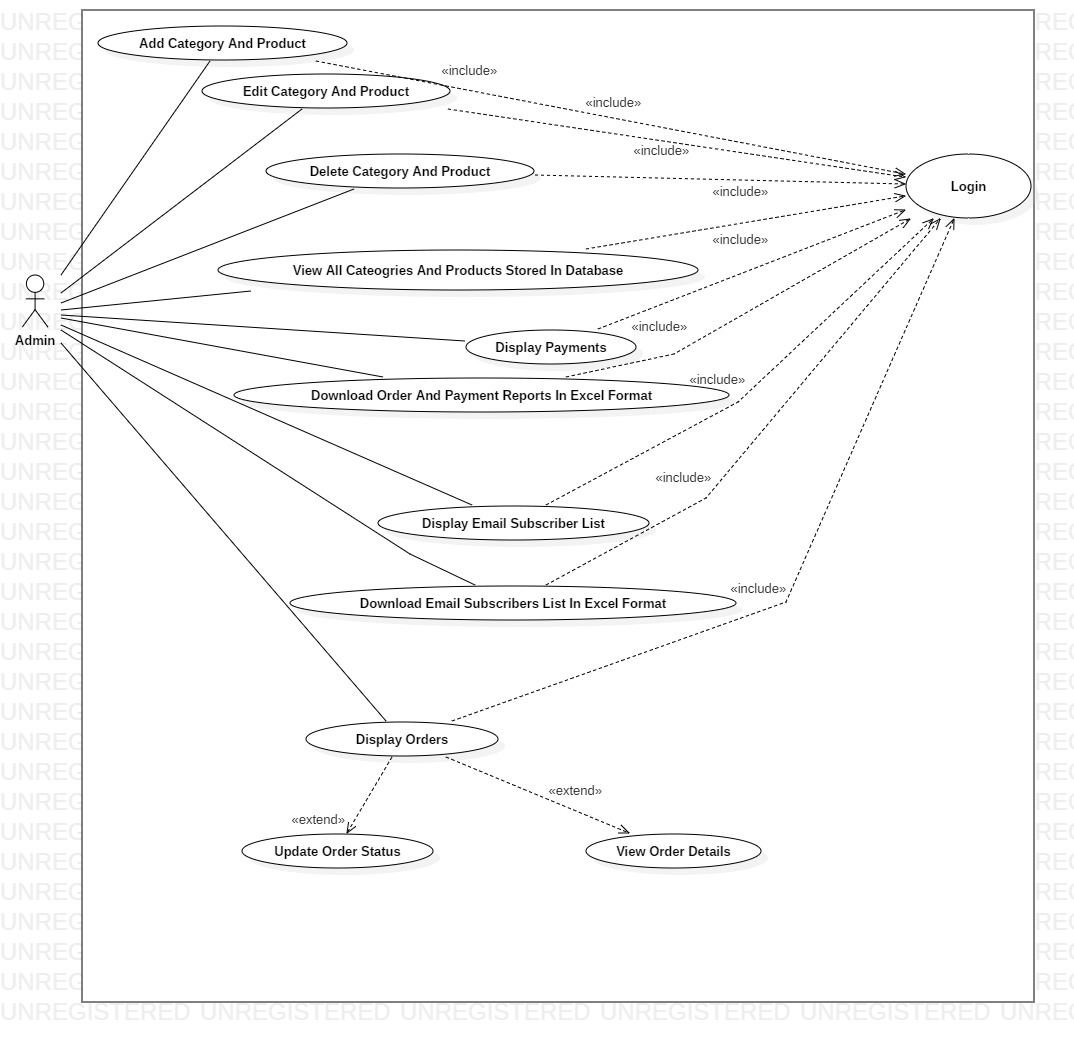 Add Category And Product
«include»
Edit Category And Product
«include»
«include»
Delete Category And Product
Login
«include»
«include»
View All Cateogries And Products Stored In Database
Admin
«include»
Display Payments
«include»
Download Order And Payment Reports In Excel Format
«include»
Display Email Subscriber List
«include»
Download Email Subscribers List In Excel Format
Display Orders
«extend»
«extend»
Update Order Status
View Order Details
UNREGISTERED UNREGISTERED UNREGISTERED UNREGISTERED UNREGISTERED